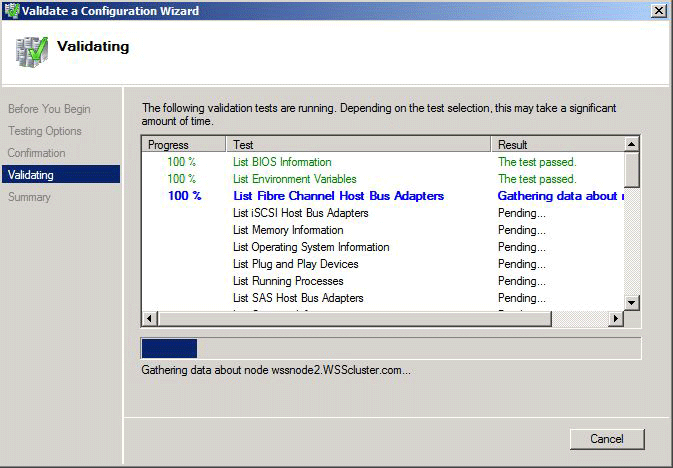 Validate a Configuration Wizard
Validating
Before You Begin
Testing Options
Confirmation
Validating
Summary
The following validation tests are running. Depending on the test selection, this may take a significant
amount of time.
Progress Test Result
100 % List BIOS Information The test passed.
100 % List Environment Variables The test passed.
100 % List Fibre Channel Host Bus Adapters Gathering data about
List iSCSI Host Bus Adapters Pending...
List Memory Information Pending...
List Operating System Information Pending...
List Plug and Play Devices Pending...
List Running Processes Pending...
List SAS Host Bus Adapters Pending...
Gathering data about node wssnode2.WSScluster.com...
Cancel